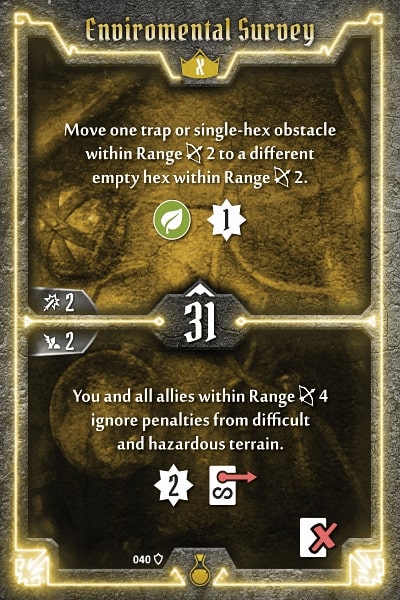 Enviromental Survey
X
Move one trap or single-hex obstacle
within Range 2 to a different
empty hex within Range 2.
1
2
31
2
You and all allies within Range 4
ignore penalties from difficult
and hazardous terrain.
2
S
040